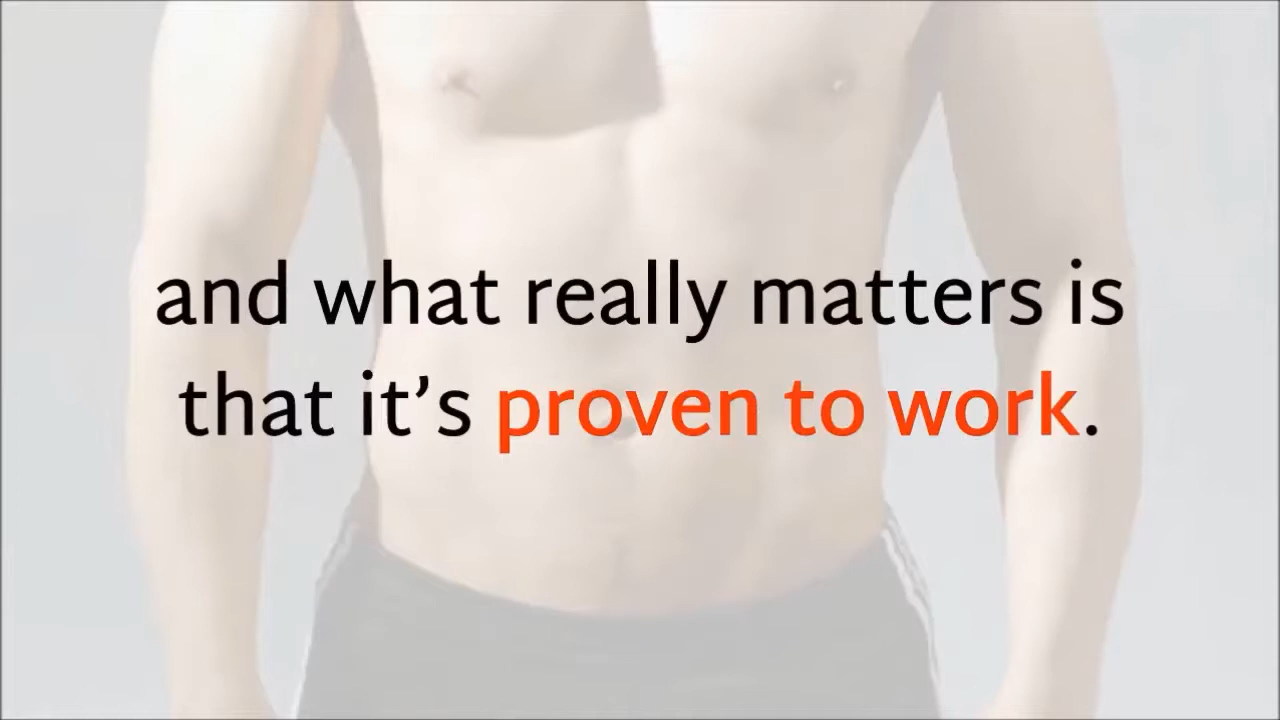 and what really matters is
that it’s proven to work.